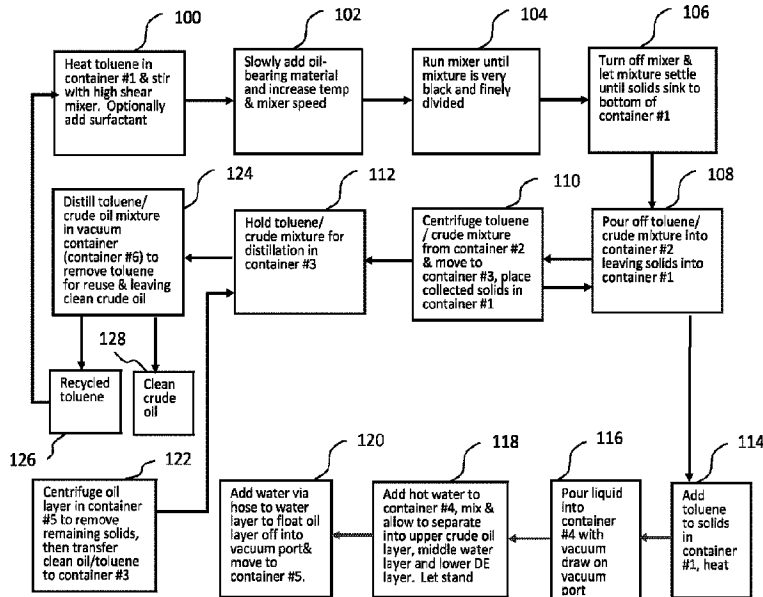 100
Heat toluene in
container #1 & stir
with high shear
mixer. Optionally
add surfactant
102
Slowly add oil-
bearing material
and increase temp &
mixer speed
104
Run mixer until
mixture is very
black and finely
divided
106
Turn off mixer &
let mixture settle
until solids sink to
bottom of
container #1
108
Pour off toluene/
crude mixture into
container #2
leaving solids into
container #1
110
Centrifuge toluene
/ crude mixture
from container #2
& move to
container #3, place
collected solids in
container #1
112
Hold toluene/
crude mixture for
distillation in
container #3
124
Distill toluene/
crude oil mixture
in vacuum
container
(container #6) to
remove toluene
for reuse & leaving
clean crude oil
126
Recycled
toluene
128
Clean
crude
oil
114
Add
toluene to
solids in
container
#1, heat
116
Pour liquid
into
container
#4 with
vacuum
draw on
vacuum
port
118
Add hot water to
container #4, mix &
allow to separate
into upper crude oil
layer, middle water
layer and lower DE
layer. Let stand
120
Add water via
hose to water
layer to float oil
layer off into
vacuum port&
move to
container #5.
122
Centrifuge oil
layer in container
#5 to remove
remaining solids,
then transfer
clean oil/toluene
to container #3